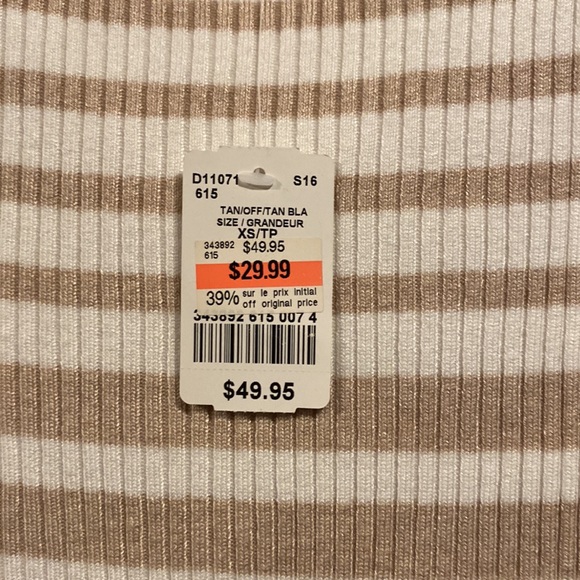 D11071 S16
615
TAN/OFF/TAN BLA
SIZE / GRANDEUR
XS/TP
343892 $49.95
615
$29.99
39% sur le prix initial
off original price
343892 615 007 4
$49.95